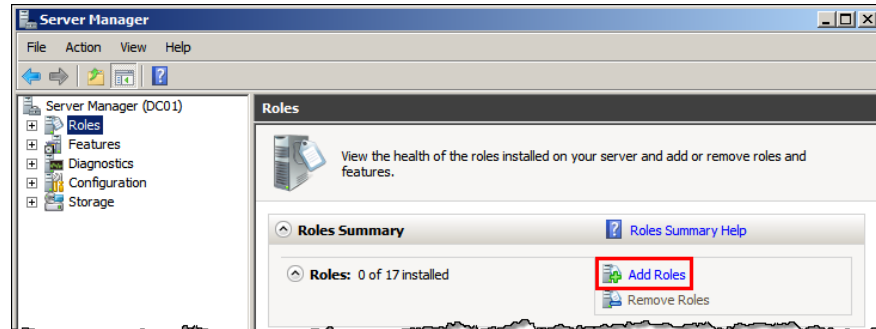 Server Manager
File Action View Help
Server Manager (DC01)
Roles
Features
Diagnostics
Configuration
Storage
Roles
View the health of the roles installed on your server and add or remove roles and
features.
Roles Summary
Roles Summary Help
Roles: 0 of 17 installed
Add Roles
Remove Roles